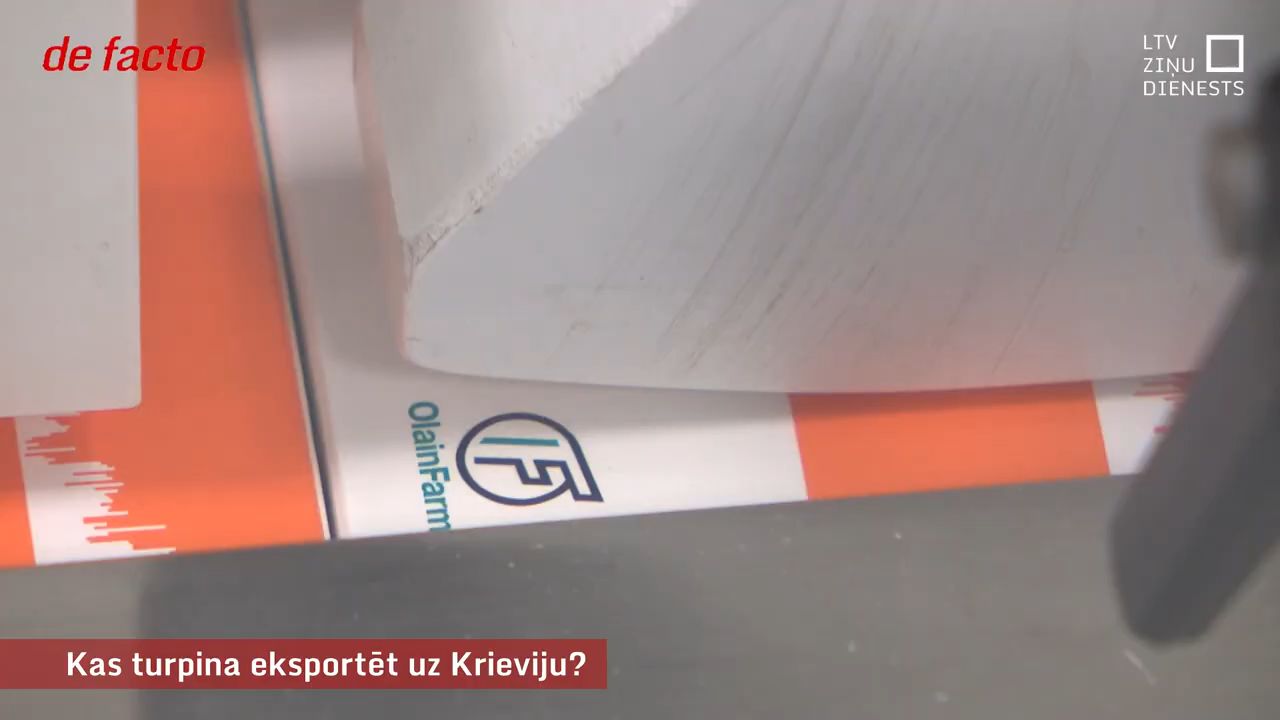 de facto
LTV
ZIŅU
DIENESTS
OlainFarm
Kas turpina eksportēt uz Krieviju?